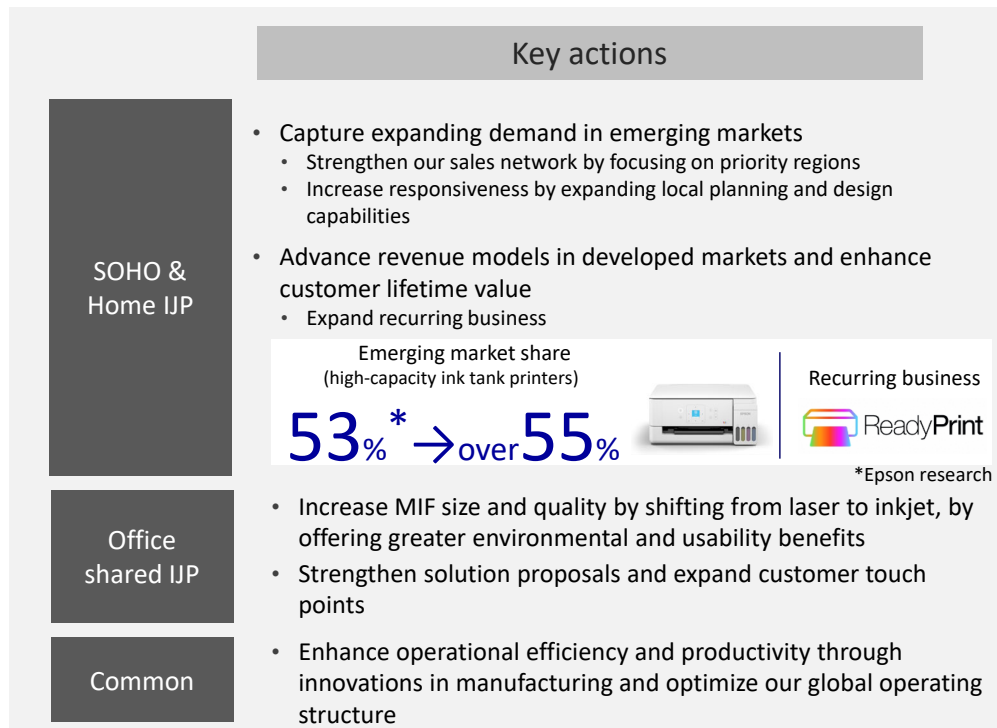 Key actions
SOHO &
Home IJP
• Capture expanding demand in emerging markets
• Strengthen our sales network by focusing on priority regions
• Increase responsiveness by expanding local planning and design
capabilities
• Advance revenue models in developed markets and enhance
customer lifetime value
• Expand recurring business
Emerging market share
(high-capacity ink tank printers)
53%* → over 55%
Recurring business
ReadyPrint
*Epson research
Office
shared IJP
• Increase MIF size and quality by shifting from laser to inkjet, by
offering greater environmental and usability benefits
• Strengthen solution proposals and expand customer touch
points
Common
• Enhance operational efficiency and productivity through
innovations in manufacturing and optimize our global operating
structure